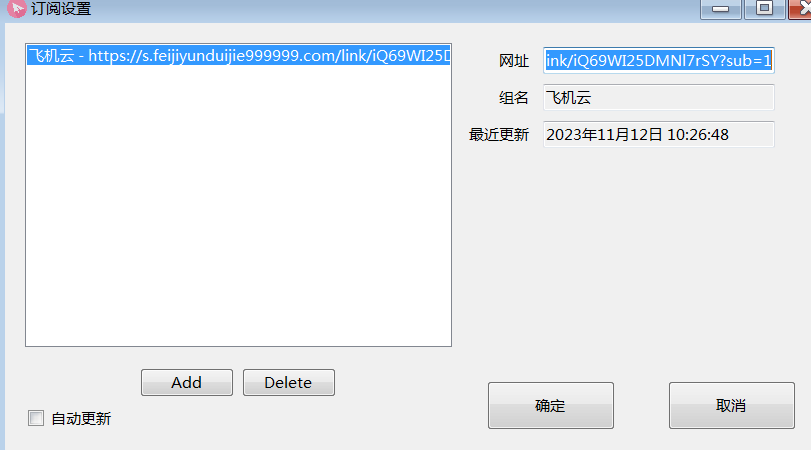 订阅设置
飞机云 - https://s.feijiyunduijie999999.com/link/iQ69WI25D
网址 ink/iQ69WI25DMNl7rSY?sub=1
组名 飞机云
最近更新 2023年11月12日 10:26:48
Add Delete
自动更新
确定 取消